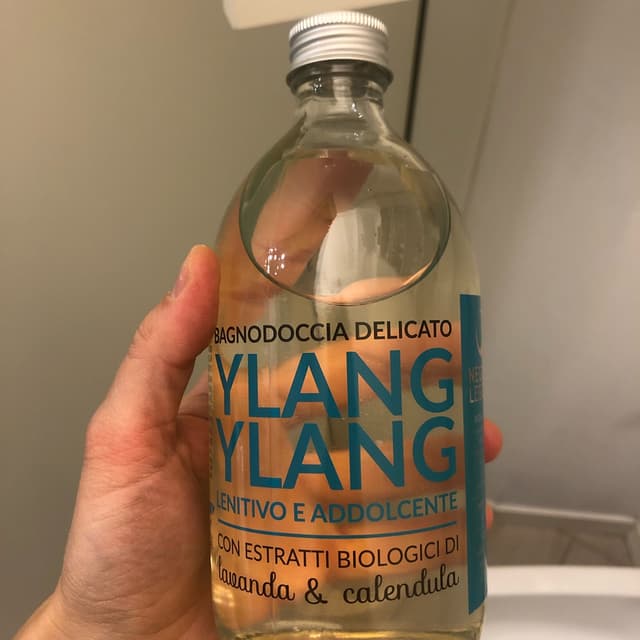 BAGNODOCCIA DELICATO
YLANG
YLANG
LENITIVO E ADDOLCENTE
CON ESTRATTI BIOLOGICI DI
lavanda & calendula